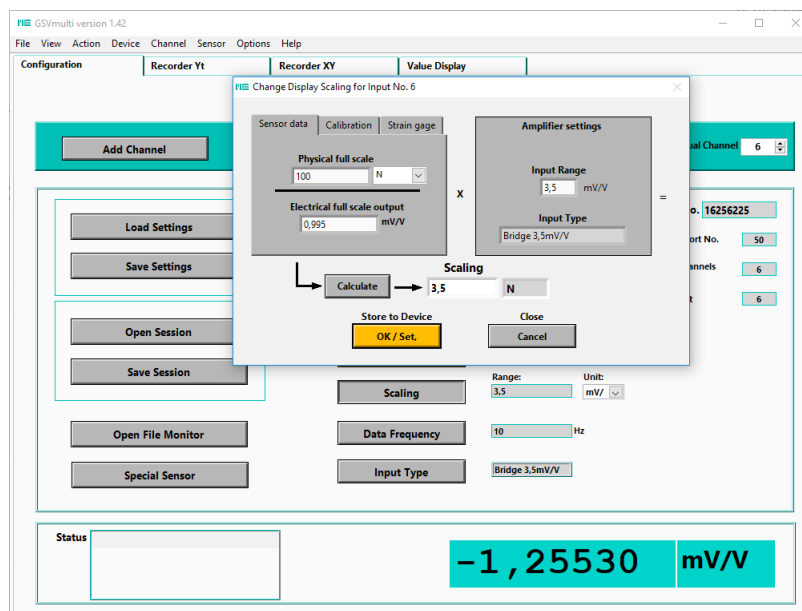 GSVmulti version 1.42
File View Action Device Channel Sensor Options Help
Configuration Recorder Yt Recorder XY Value Display
Change Display Scaling for Input No. 6
Sensor data Calibration Strain gage
Physical full scale
100 N
Electrical full scale output
0,995 mV/V
x
Amplifier settings
Input Range
3,5 mV/V
Input Type
Bridge 3,5mV/V
=
Calculate
Scaling
3,5 N
Store to Device
OK / Set,
Close
Cancel
Add Channel
ual Channel 6
Load Settings
Save Settings
Open Session
Save Session
Open File Monitor
Special Sensor
o. 16256225
ort No. 50
annels 6
t 6
Scaling
Range:
3,5
Unit:
mV/
Data Frequency
10 Hz
Input Type
Bridge 3,5mV/V
Status
-1,25530 mV/V